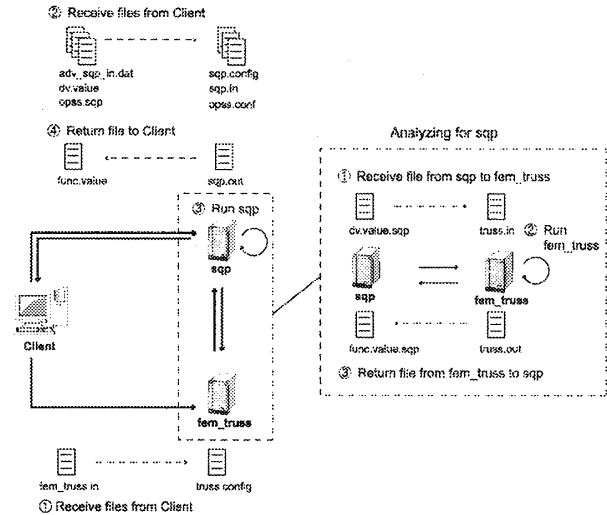 ② Receive files from Client
adv_sqp_in.dat
dv.value
opss.sqp
sqp.config
sqp.in
opss.conf
④ Return file to Client
func.value
sqp.out
③ Run sqp
sqp
Client
fem_truss
fem_truss.in
truss.config
① Receive files from Client
Analyzing for sqp
① Receive file from sqp to fem_truss
dv.value.sqp
truss.in
② Run
fem_truss
sqp
fem_truss
func.value.sqp
truss.out
③ Return file from fem_truss to sqp